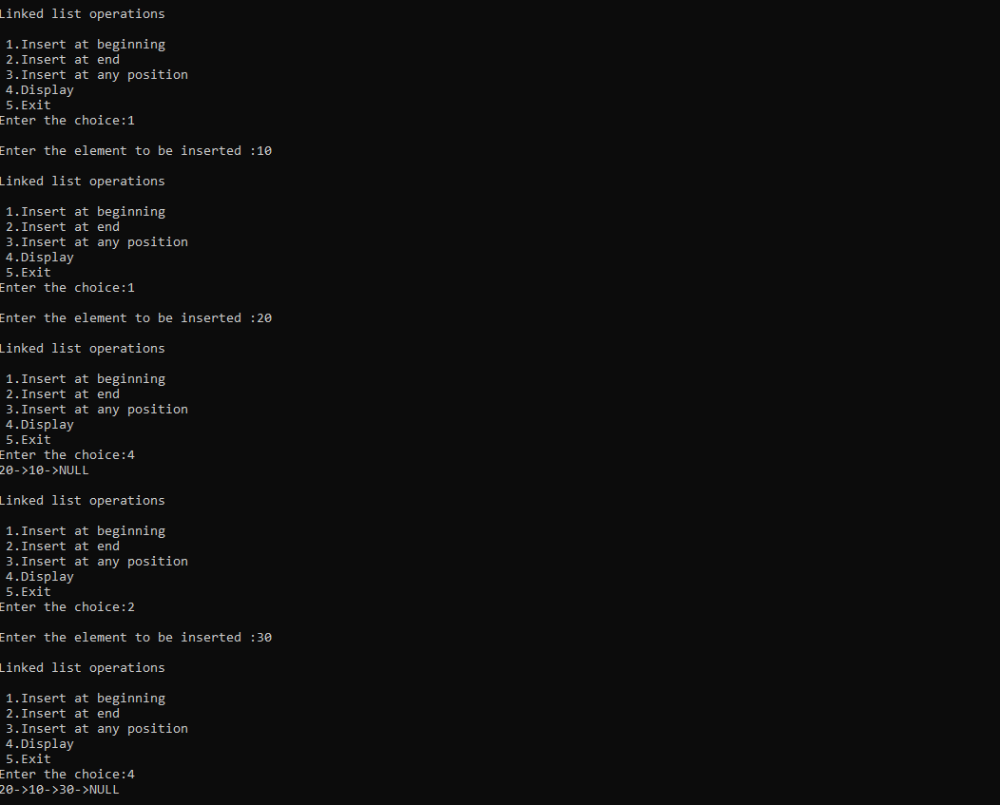 Linked list operations
1.Insert at beginning
2.Insert at end
3.Insert at any position
4.Display
5.Exit
Enter the choice:1
Enter the element to be inserted :10
Linked list operations
1.Insert at beginning
2.Insert at end
3.Insert at any position
4.Display
5.Exit
Enter the choice:1
Enter the element to be inserted :20
Linked list operations
1.Insert at beginning
2.Insert at end
3.Insert at any position
4.Display
5.Exit
Enter the choice:4
20->10->NULL
Linked list operations
1.Insert at beginning
2.Insert at end
3.Insert at any position
4.Display
5.Exit
Enter the choice:2
Enter the element to be inserted :30
Linked list operations
1.Insert at beginning
2.Insert at end
3.Insert at any position
4.Display
5.Exit
Enter the choice:4
20->10->30->NULL